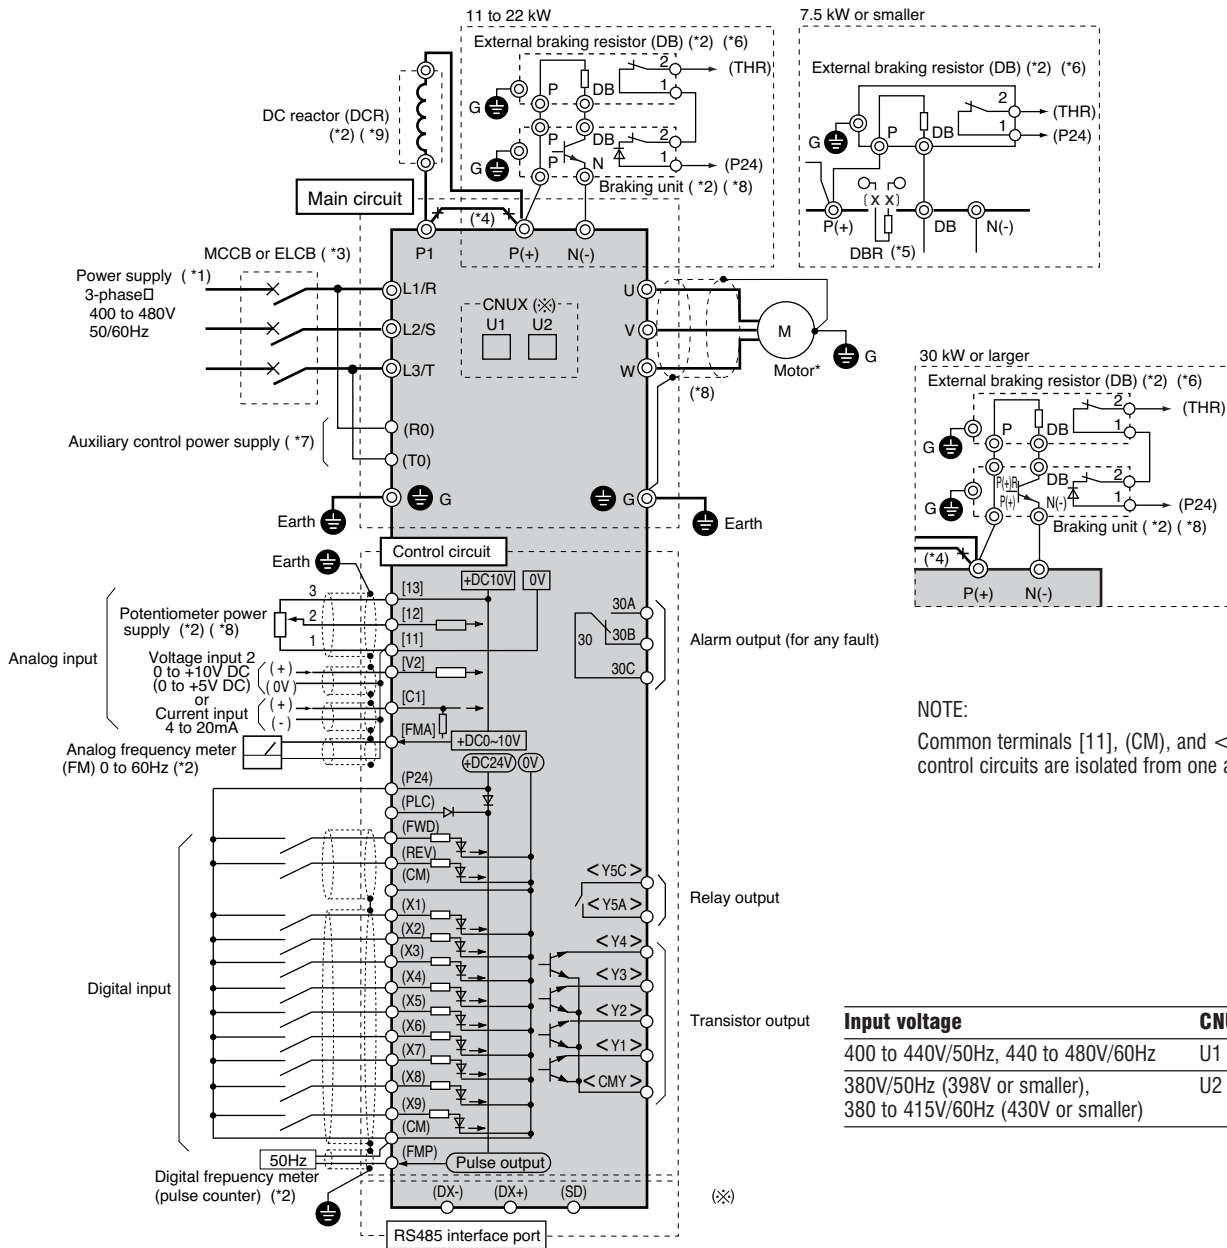 11 to 22 kW
External braking resistor (DB) (*2) (*6)
2
(THR)
P
DB
1
G
P
DB
2
P
N
1
(P24)
G
Braking unit ( *2) ( *8)
7.5 kW or smaller
External braking resistor (DB) (*2) (*6)
2
(THR)
1
(P24)
P
DB
G
( X X )
P(+)
DB
N(-)
DBR (*5)
DC reactor (DCR)
(*2) ( *9)
Main circuit
(*4)
P1
P(+)
N(-)
MCCB or ELCB ( *3)
Power supply ( *1)
3-phase□
400 to 480V
50/60Hz
L1/R
L2/S
L3/T
CNUX (※)
U1
U2
U
V
W
M
Motor*
G
(*8)
Auxiliary control power supply ( *7)
(R0)
(T0)
G
G
Earth
Earth
30 kW or larger
External braking resistor (DB) (*2) (*6)
2
(THR)
P
DB
1
G
P(+)R
DB
2
P(+)
N(-)
1
(P24)
G
Braking unit ( *2) ( *8)
(*4)
P(+)
N(-)
Control circuit
Earth
Analog input
Potentiometer power
supply (*2) ( *8)
3
2
1
[13]
[12]
[11]
+DC10V
0V
Voltage input 2
0 to +10V DC
(0 to +5V DC)
or
Current input
4 to 20mA
(+)
(0V)
(+)
(-)
[V2]
[C1]
[FMA]
+DC0~10V
Analog frequency meter
(FM) 0 to 60Hz (*2)
30
30A
30B
30C
Alarm output (for any fault)
NOTE:
Common terminals [11], (CM), and <
control circuits are isolated from one a
+DC24V
0V
(P24)
(PLC)
(FWD)
(REV)
(CM)
(X1)
(X2)
(X3)
(X4)
(X5)
(X6)
(X7)
(X8)
(X9)
(CM)
(FMP)
Digital input
<Y5C>
<Y5A>
Relay output
<Y4>
<Y3>
<Y2>
<Y1>
<CMY>
Transistor output
50Hz
Pulse output
Digital frepuency meter
(pulse counter) (*2)
(DX-)
(DX+)
(SD)
(※)
RS485 interface port
Input voltage CNU
400 to 440V/50Hz, 440 to 480V/60Hz U1
380V/50Hz (398V or smaller), U2
380 to 415V/60Hz (430V or smaller)